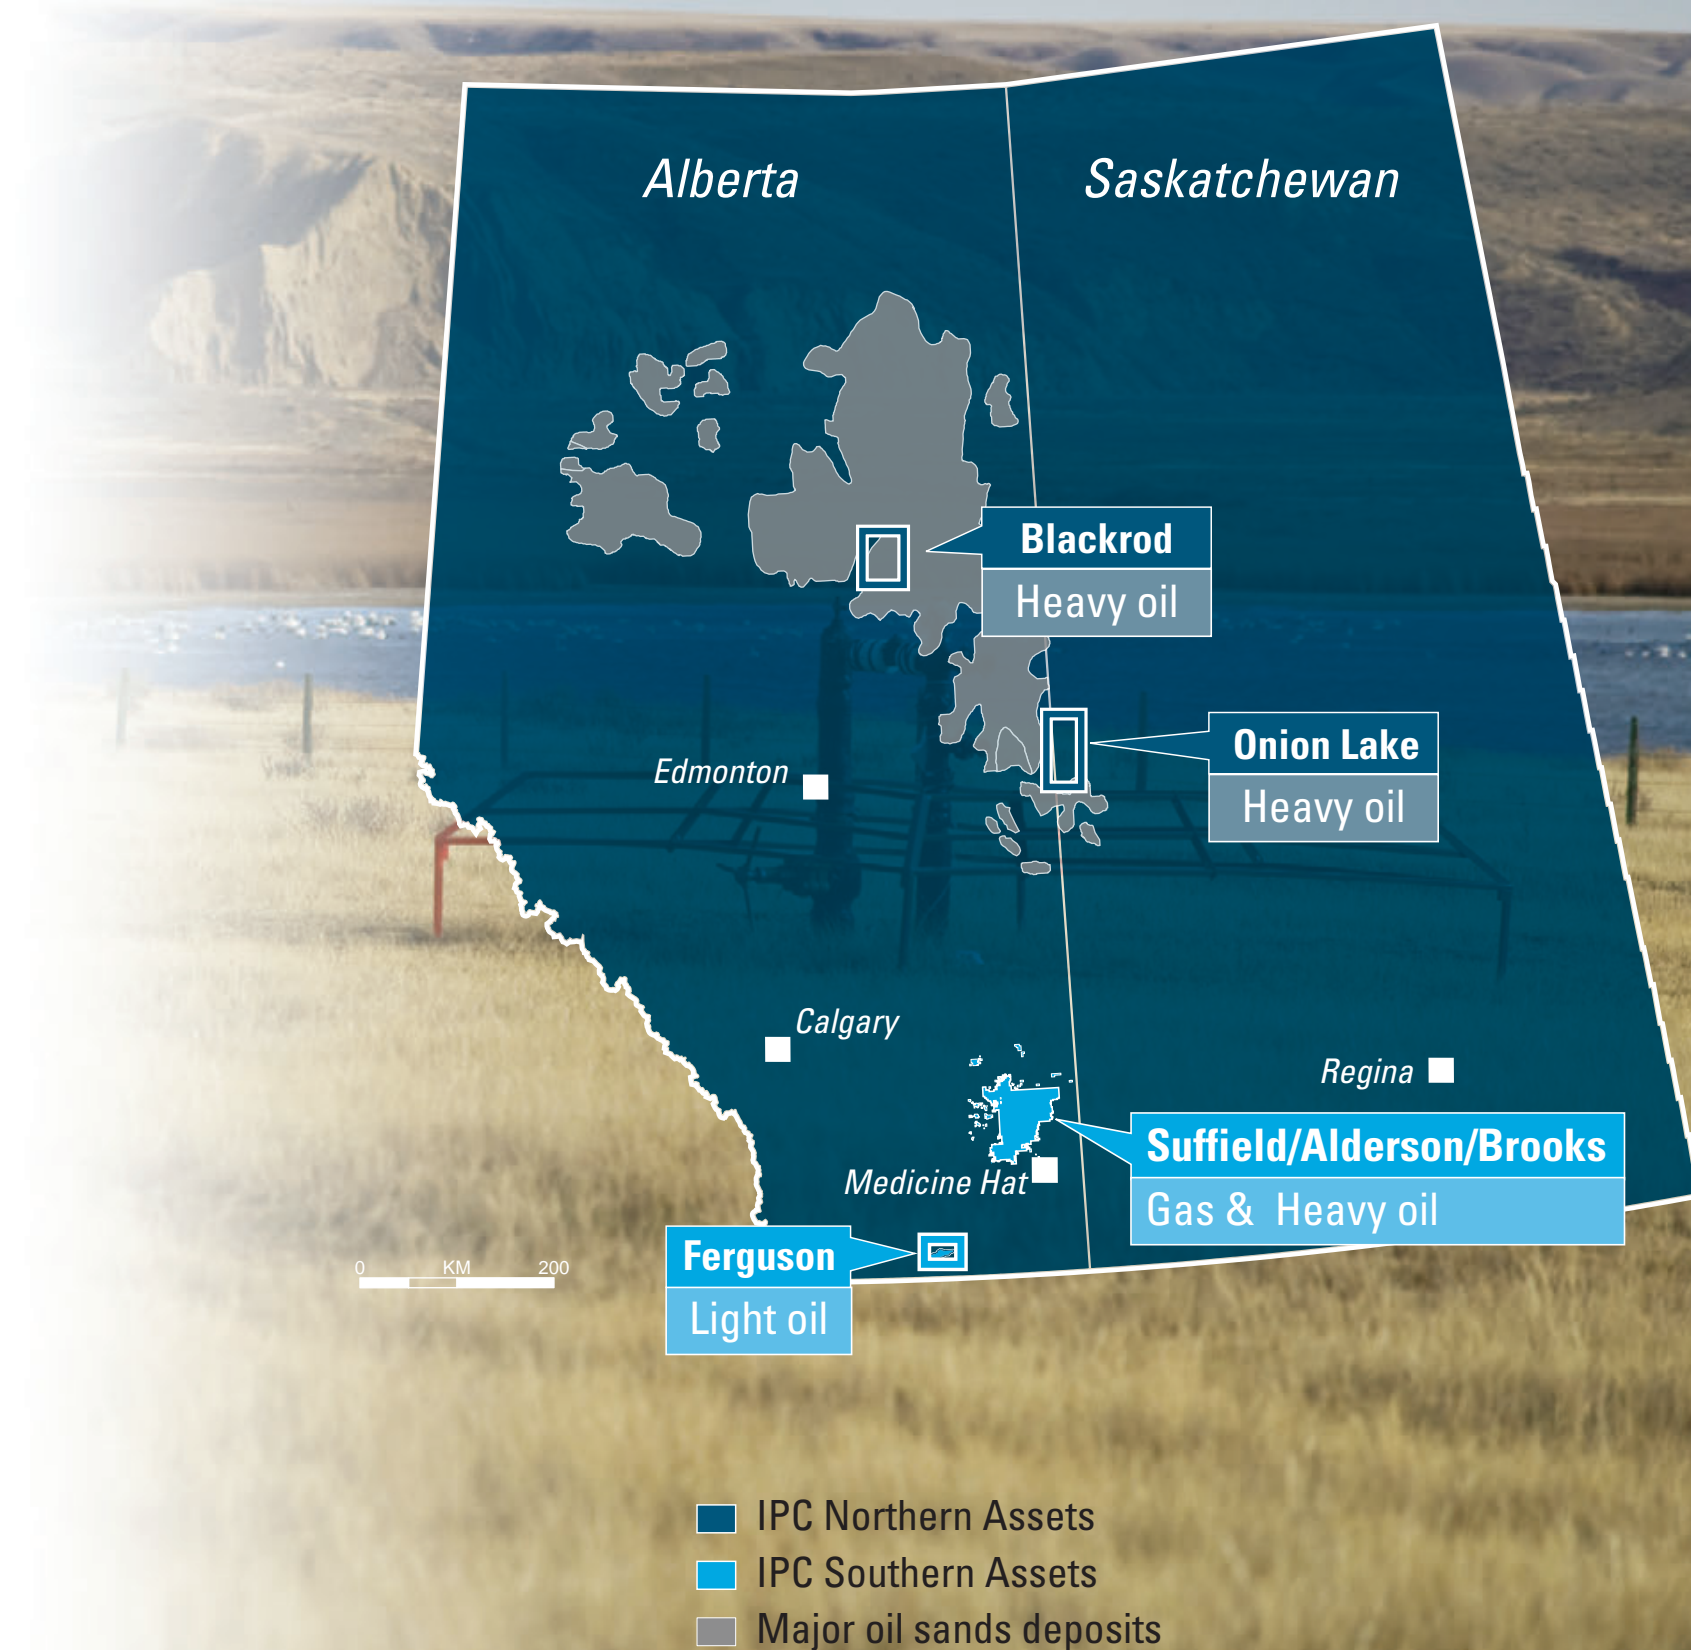 Alberta
Saskatchewan
Blackrod
Heavy oil
Onion Lake
Heavy oil
Edmonton
Calgary
Regina
Suffield/Alderson/Brooks
Gas & Heavy oil
Medicine Hat
Ferguson
Light oil
0 KM 200
IPC Northern Assets
IPC Southern Assets
Major oil sands deposits